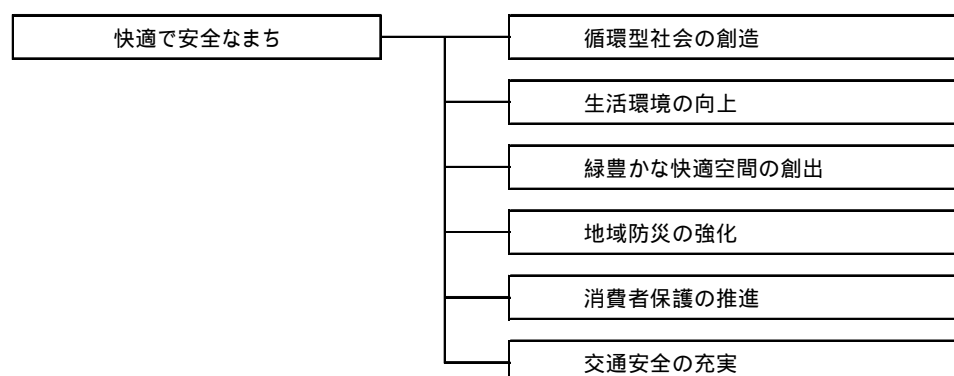 快適で安全なまち
循環型社会の創造
生活環境の向上
緑豊かな快適空間の創出
地域防災の強化
消費者保護の推進
交通安全の充実